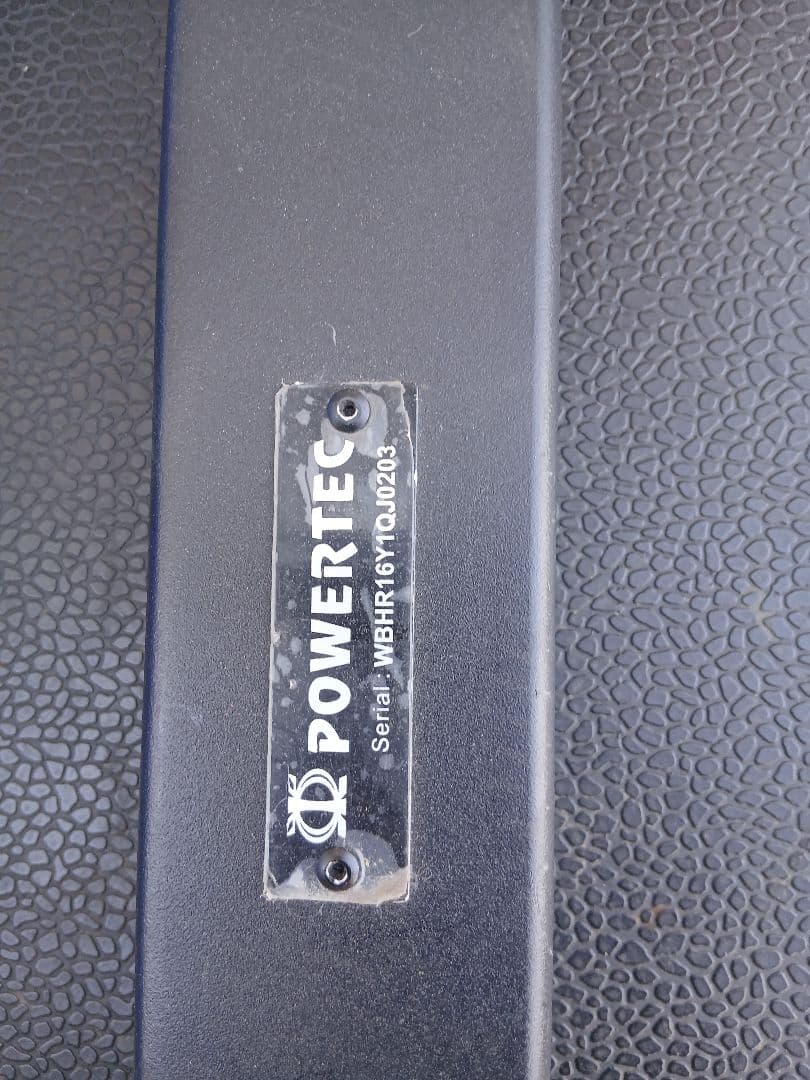 POWERTEC
Serial : WBHR16Y1QJ0203